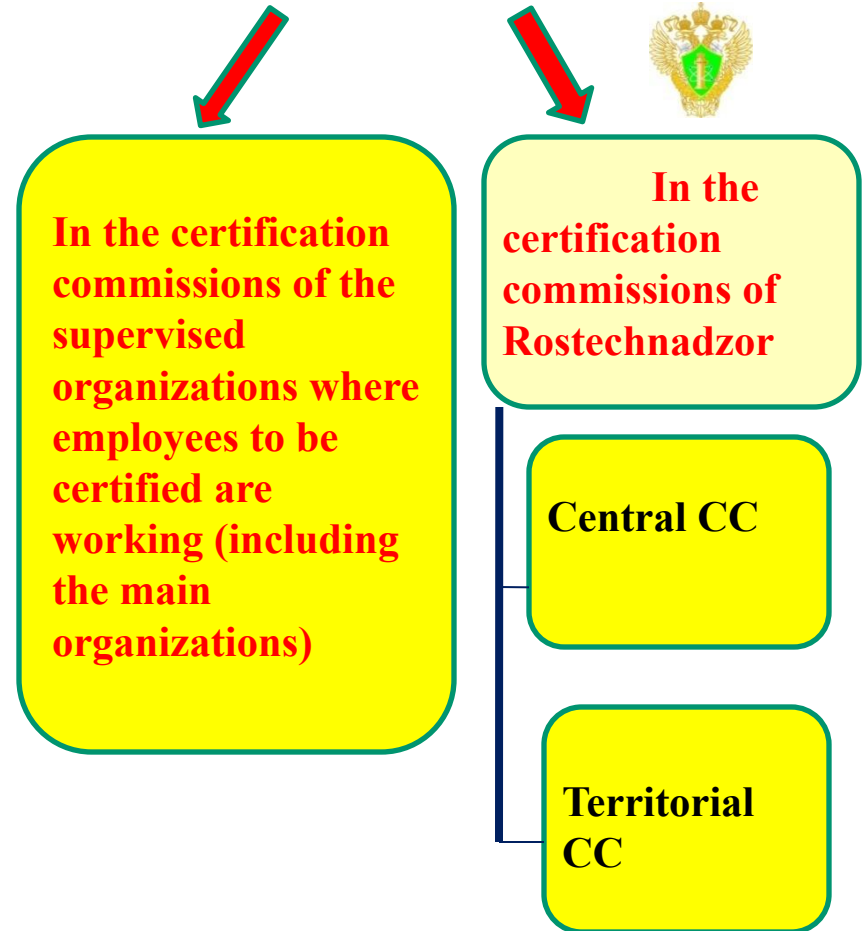 In the certification
commissions of the
supervised
organizations where
employees to be
certified are
working (including
the main
organizations)
In the
certification
commissions of
Rostechnadzor
Central CC
Territorial
CC